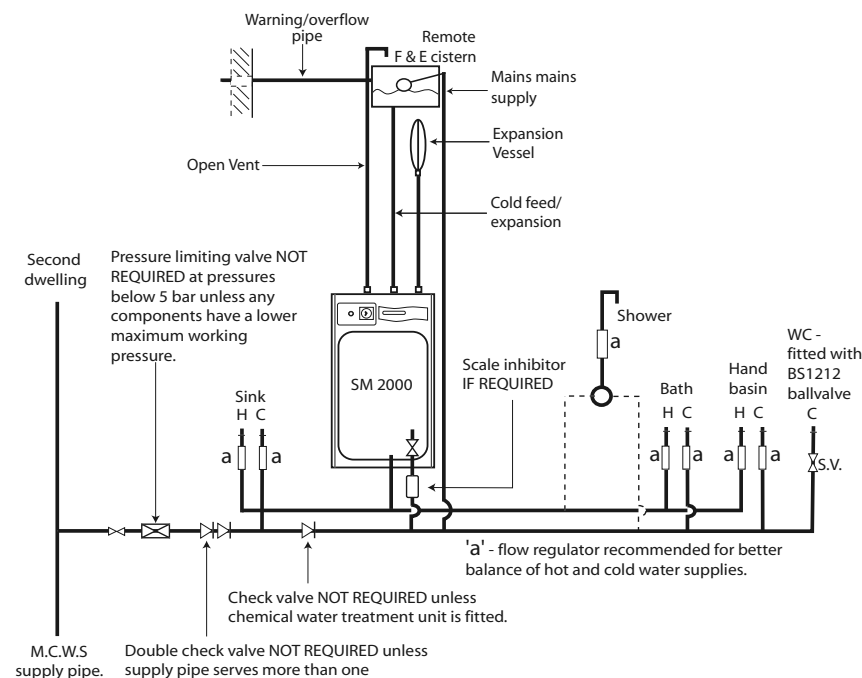 Warning/overflow
pipe
Remote
F & E cistern
Mains mains
supply
Expansion
Vessel
Open Vent
Cold feed/
expansion
Second
dwelling
Pressure limiting valve NOT
REQUIRED at pressures
below 5 bar unless any
components have a lower
maximum working
pressure.
SM 2000
Scale inhibitor
IF REQUIRED
Shower
a
WC -
fitted with
BS1212
ballvalve
C
S.V.
Sink
H C
a a
Bath
H C
a a
Hand
basin
H C
a a
'a' - flow regulator recommended for better
balance of hot and cold water supplies.
Check valve NOT REQUIRED unless
chemical water treatment unit is fitted.
M.C.W.S
supply pipe.
Double check valve NOT REQUIRED unless
supply pipe serves more than one